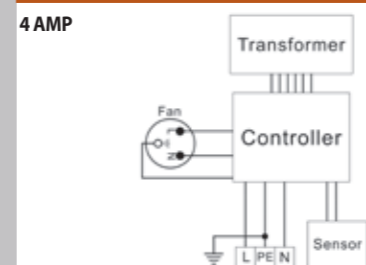 4 AMP
Transformer
Fan
Controller
L PE N
Sensor